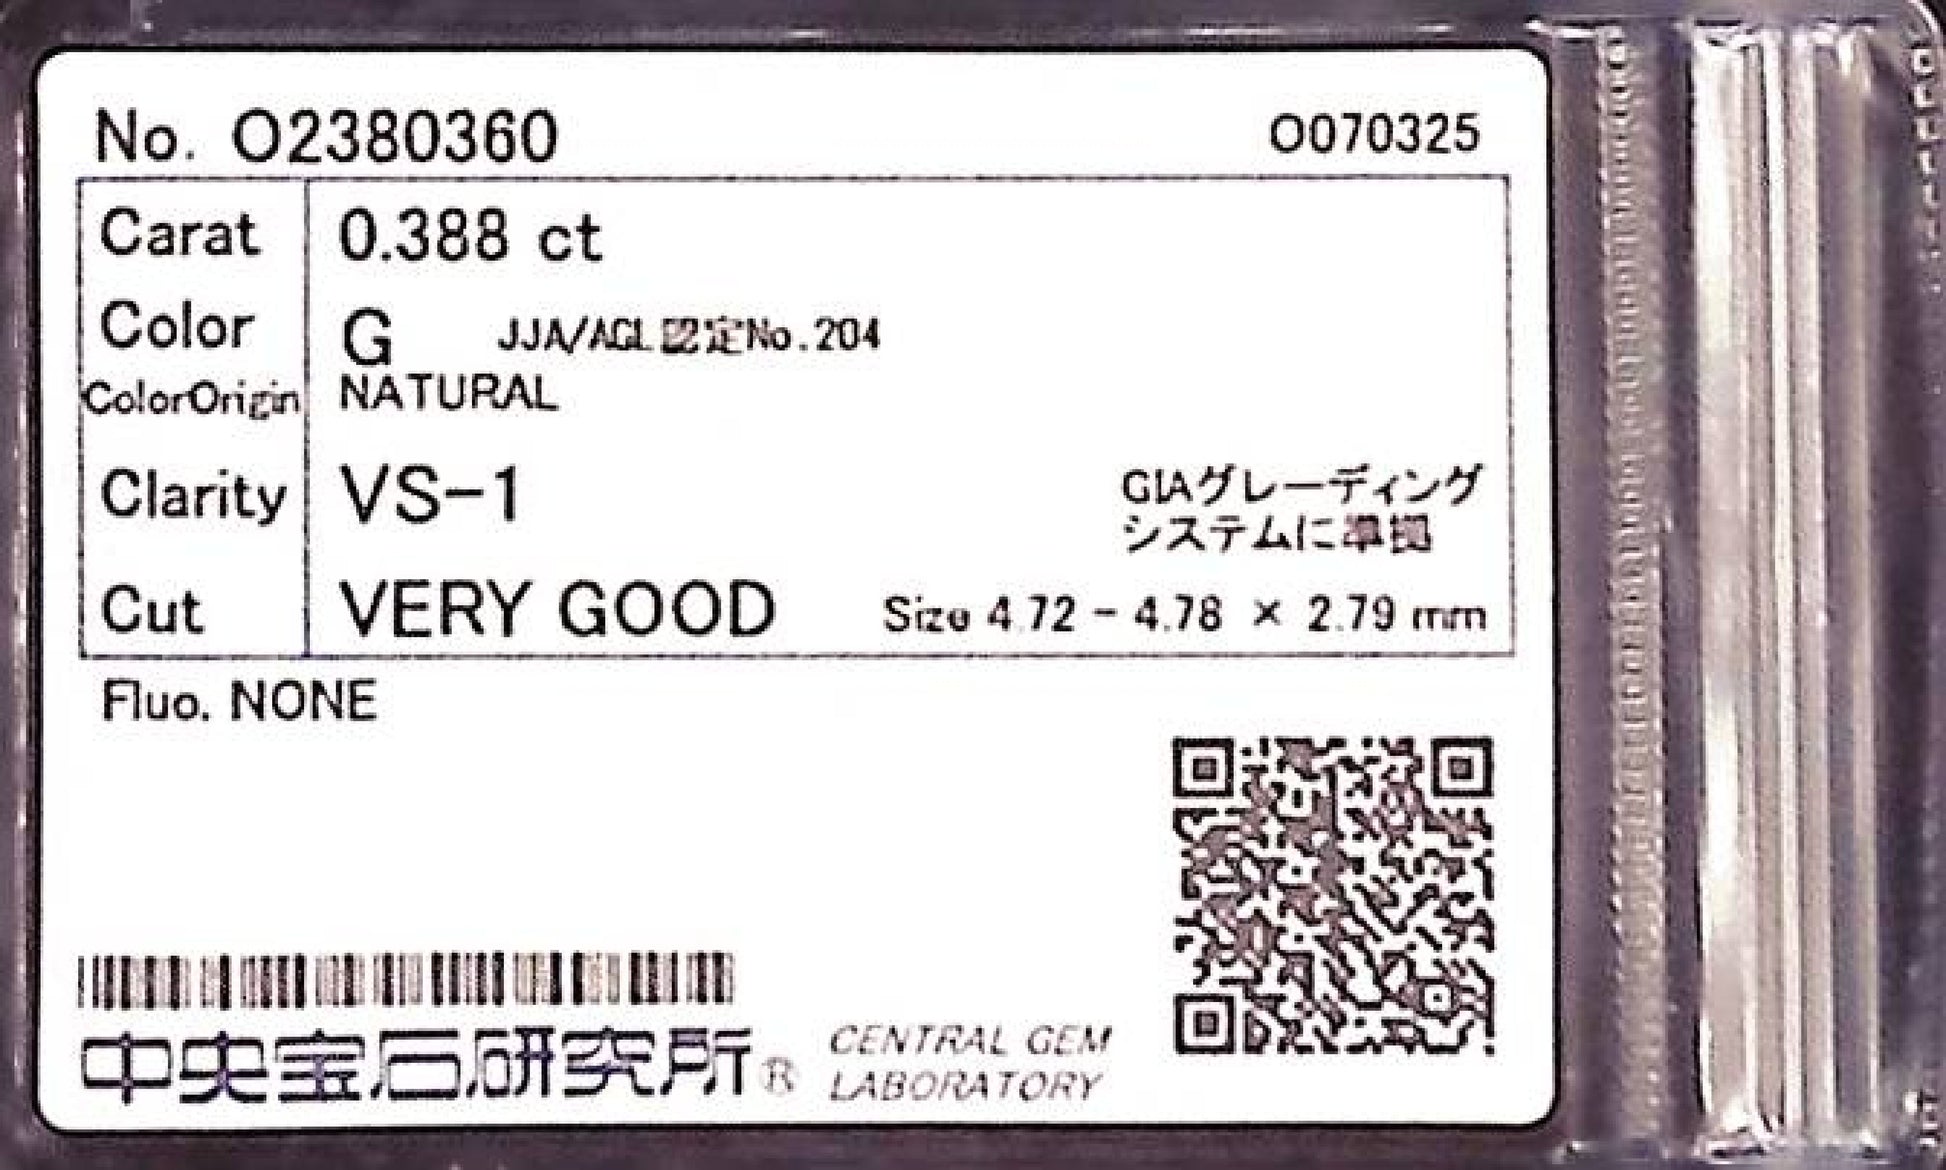 No. O2380360 O070325
Carat 0.388 ct
Color G JJA/AGL認定No.204
ColorOrigin NATURAL
Clarity VS-1 GIAグレーディング
システムに準拠
Cut VERY GOOD Size 4.72 - 4.78 × 2.79 mm
Fluo. NONE
中央宝石研究所® CENTRAL GEM
LABORATORY